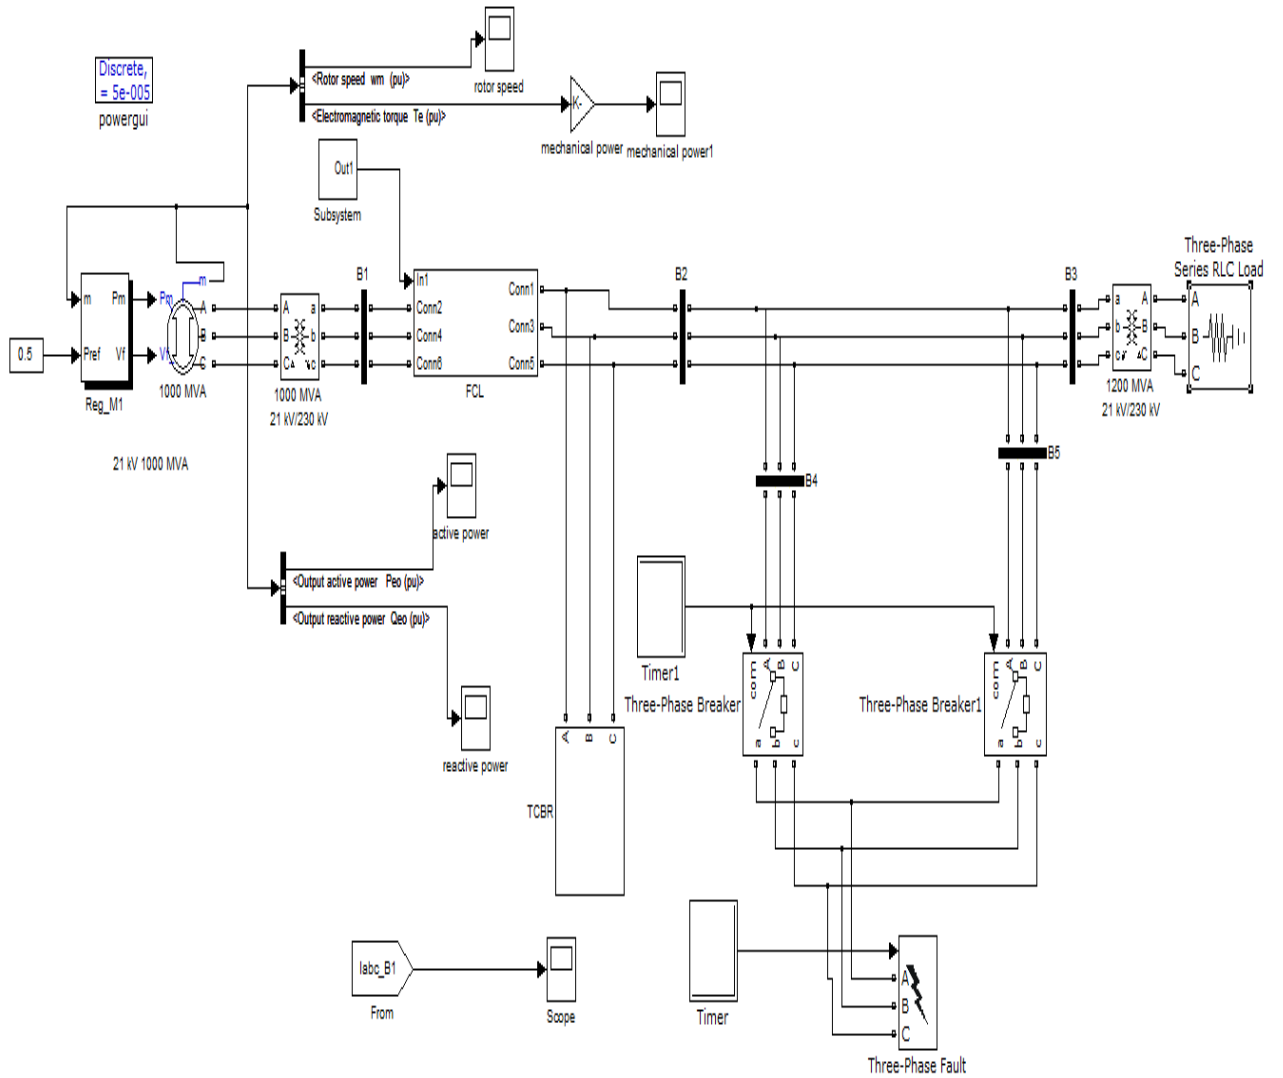 Discrete,
= 5e-005
powergui
<Rotor speed wm (pu)>
rotor speed
<Electromagnetic torque Te (pu)>
K-
mechanical power
mechanical power1
Out1
Subsystem
0.5
m
Pref
Pm
Vf
Reg_M1
Pm
m
A
B
C
1000 MVA
21 kV 1000 MVA
A
B
C
a
b
c
1000 MVA
21 kV/230 kV
B1
In1
Conn2
Conn4
Conn6
Conn1
Conn3
Conn5
FCL
B2
B3
a
b
c
A
B
C
1200 MVA
21 kV/230 kV
Three-Phase
Series RLC Load
A
B
C
B4
B5
active power
<Output active power Peo (pu)>
<Output reactive power Qeo (pu)>
reactive power
Timer1
Three-Phase Breaker
com
A
B
C
a
b
c
Three-Phase Breaker1
com
A
B
C
a
b
c
A
B
C
TCBR
Iabc_B1
From
Scope
Timer
A
B
C
Three-Phase Fault